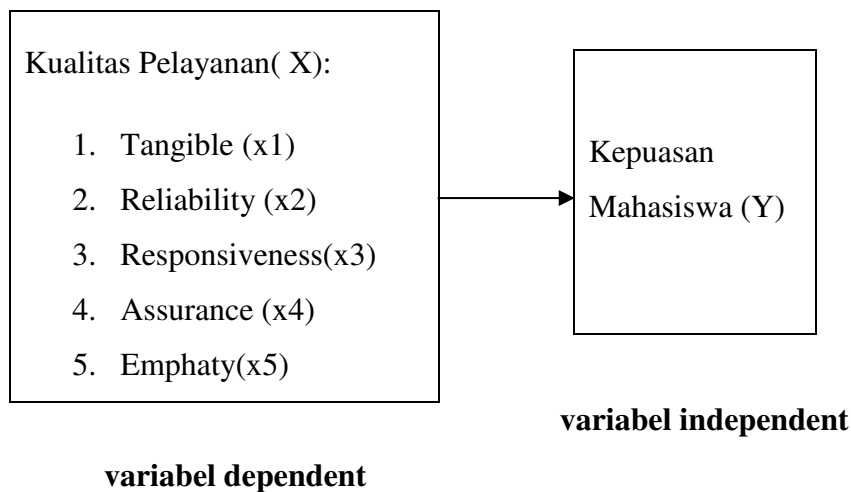 Kualitas Pelayanan( X):
1. Tangible (x1)
2. Reliability (x2)
3. Responsiveness(x3)
4. Assurance (x4)
5. Emphaty(x5)
Kepuasan
Mahasiswa (Y)
variabel independent
variabel dependent